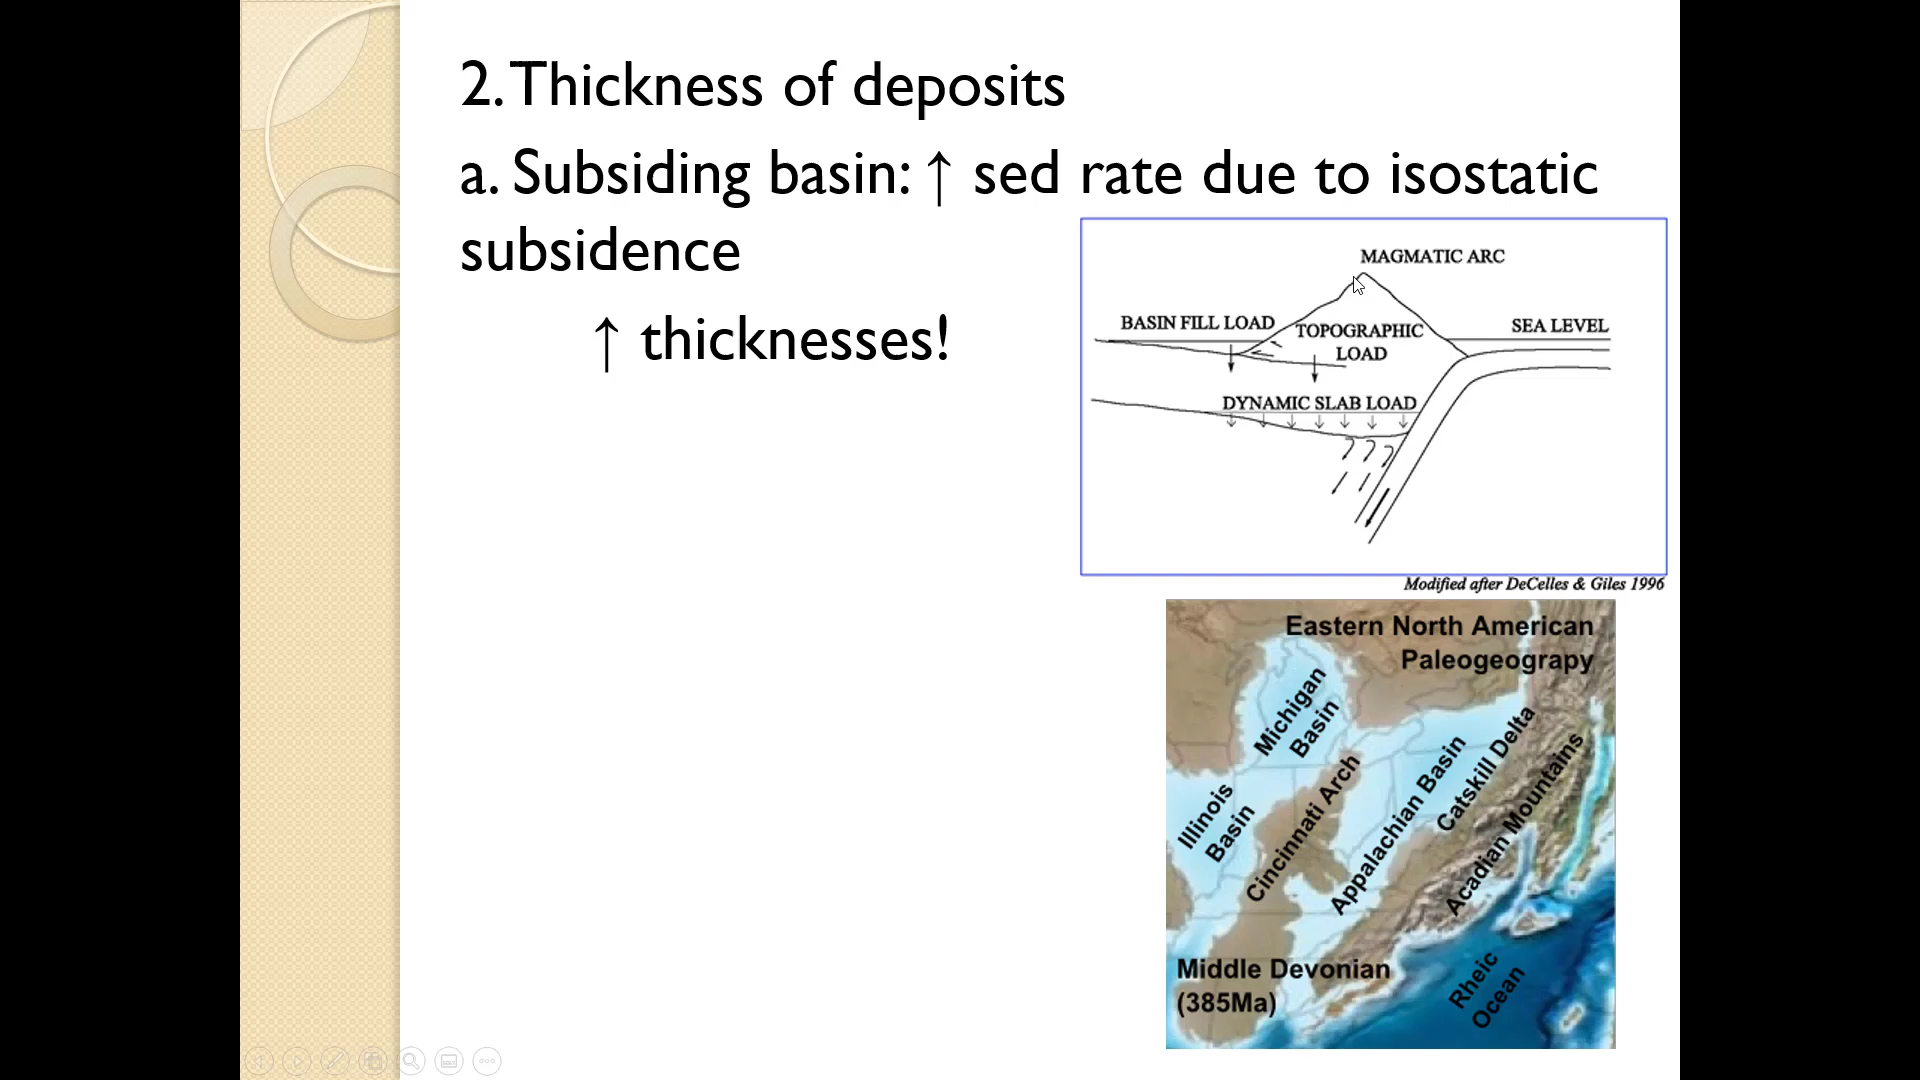 2. Thickness of deposits
a. Subsiding basin: ↑ sed rate due to isostatic
subsidence
↑ thicknesses!
MAGMATIC ARC
BASIN FILL LOAD
TOPOGRAPHIC
LOAD
SEA LEVEL
DYNAMIC SLAB LOAD
Modified after DeCelles & Giles 1996
Eastern North American
Paleogeograpy
Michigan
Basin
Illinois
Basin
Cincinnati Arch
Appalachian Basin
Catskill Delta
Acadian Mountains
Middle Devonian
(385Ma)
Rheic
Ocean